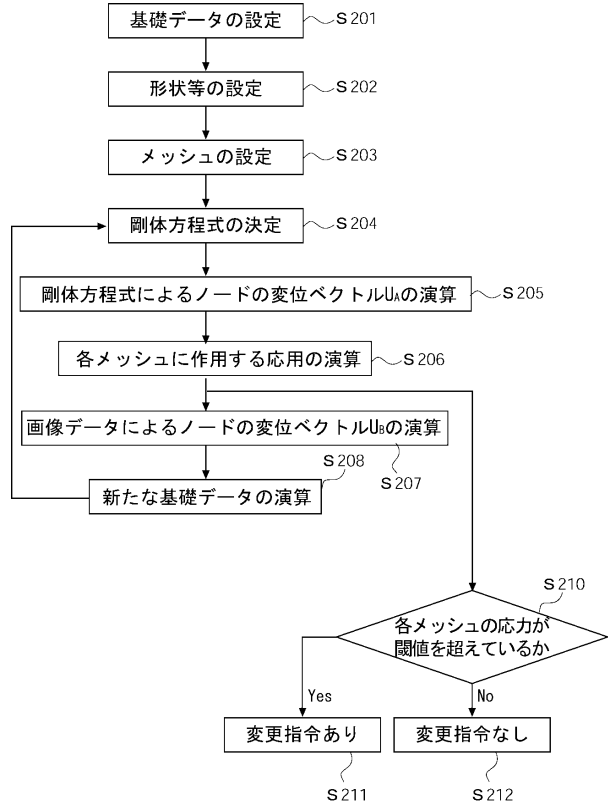 基礎データの設定 S201
形状等の設定 S202
メッシュの設定 S203
剛体方程式の決定 S204
剛体方程式によるノードの変位ベクトルUAの演算 S205
各メッシュに作用する応用の演算 S206
画像データによるノードの変位ベクトルUBの演算
S207
S208
新たな基礎データの演算
S210
各メッシュの応力が
閾値を超えているか
Yes
No
変更指令あり
変更指令なし
S211
S212